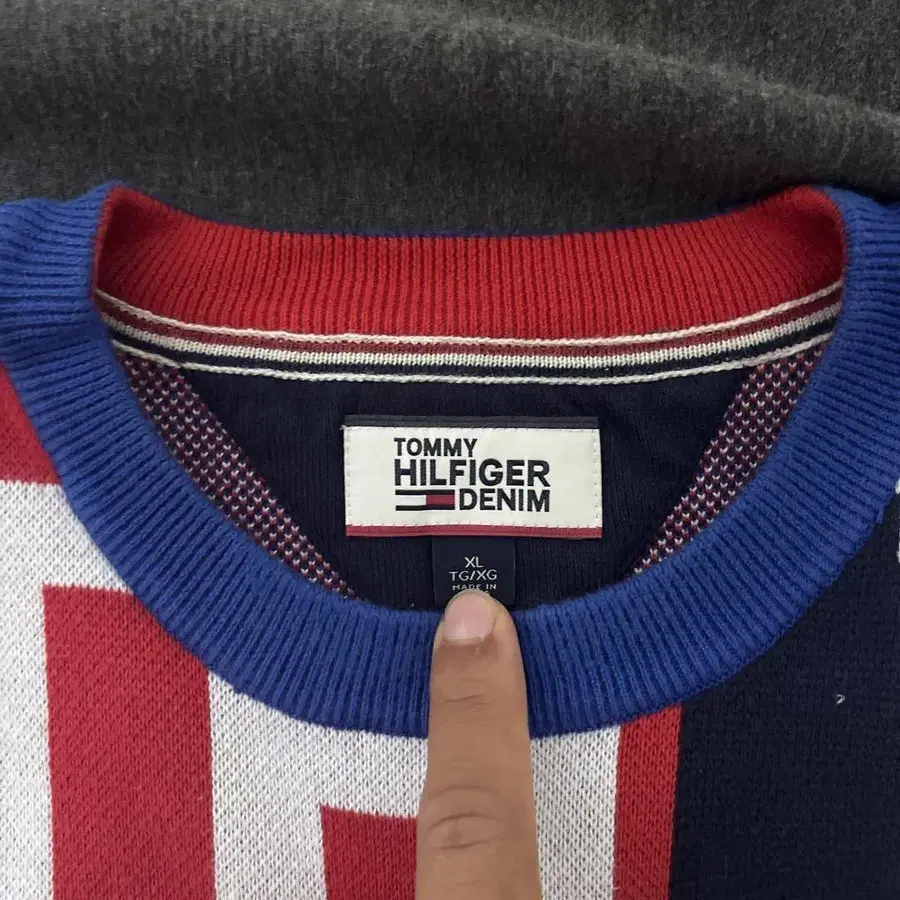 TOMMY
HILFIGER
DENIM
XL
TG/XG
MADE IN